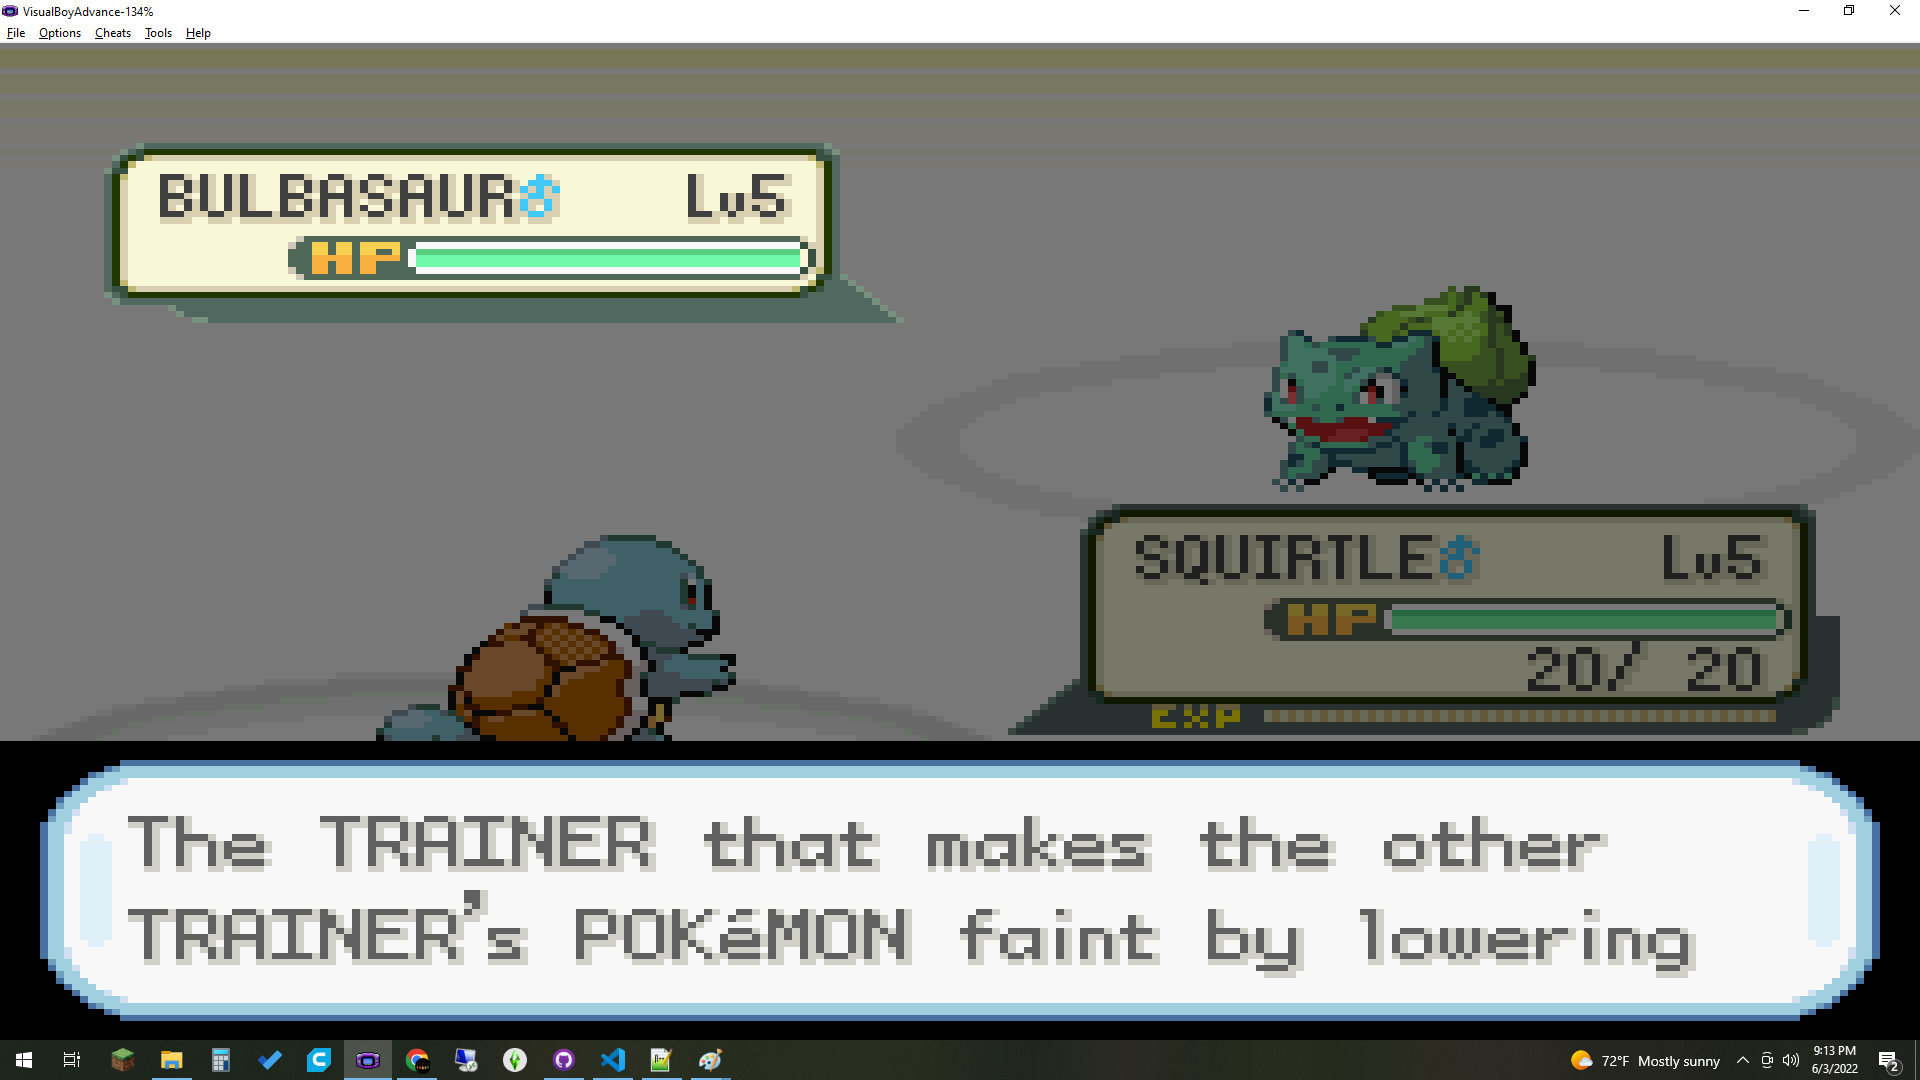 VisualBoyAdvance-134%
File Options Cheats Tools Help
BULBASAUR♂ Lv5
HP
SQUIRTLE♂ Lv5
HP
20/ 20
EXP
The TRAINER that makes the other
TRAINER's POKéMON faint by lowering
72°F Mostly sunny
9:13 PM
6/3/2022
2